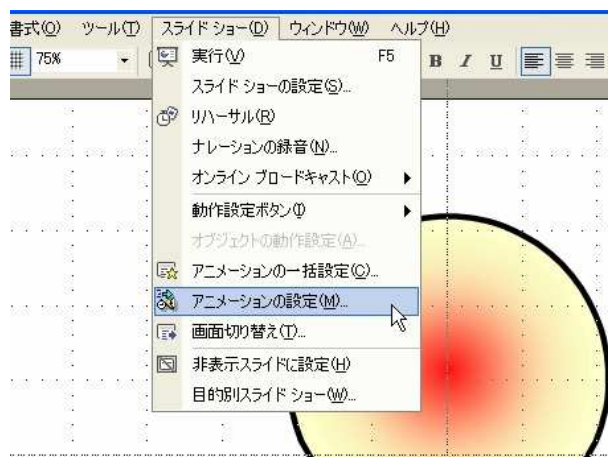 書式(O) ツール(T) スライド ショー(D) ウィンドウ(W) ヘルプ(H)
75% B I U
実行(V) F5
スライド ショーの設定(S)...
リハーサル(R)
ナレーションの録音(N)...
オンライン ブロードキャスト(O)
動作設定ボタン(I)
オブジェクトの動作設定(A)...
アニメーションの一括設定(C)...
アニメーションの設定(M)...
画面切り替え(T)...
非表示スライドに設定(H)
目的別スライド ショー(W)...